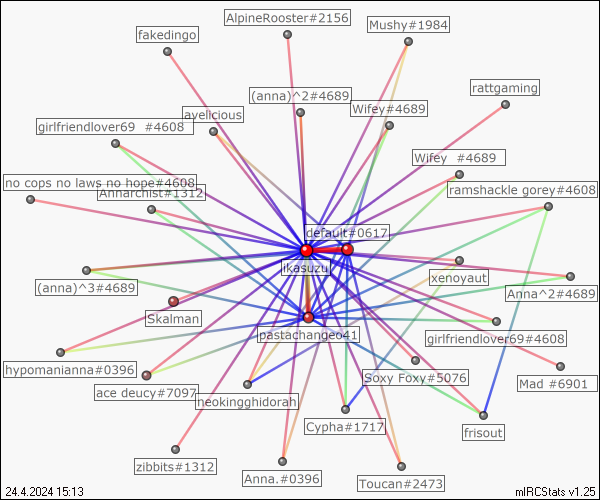 AlpineRooster#2156
Mushy#1984
fakedingo
rattgaming
(anna)^2#4689
Wifey#4689
ayelicious
girlfriendlover69 #4608
Wifey #4689
no cops no laws no hope#4608
Annarchist#1312
ramshackle gorey#4608
default#0617
ikasuzu
xenoyaut
(anna)^3#4689
Anna^2#4689
Skalman
pastachange041
girlfriendlover69#4608
hypomanianna#0396
Soxy Foxy#5076
Mad #6901
ace deucy#7097
neokingghidorah
Cypha#1717
frisout
zibbits#1312
Anna.#0396
Toucan#2473
24.4.2024 15:13
mIRCStats v1.25